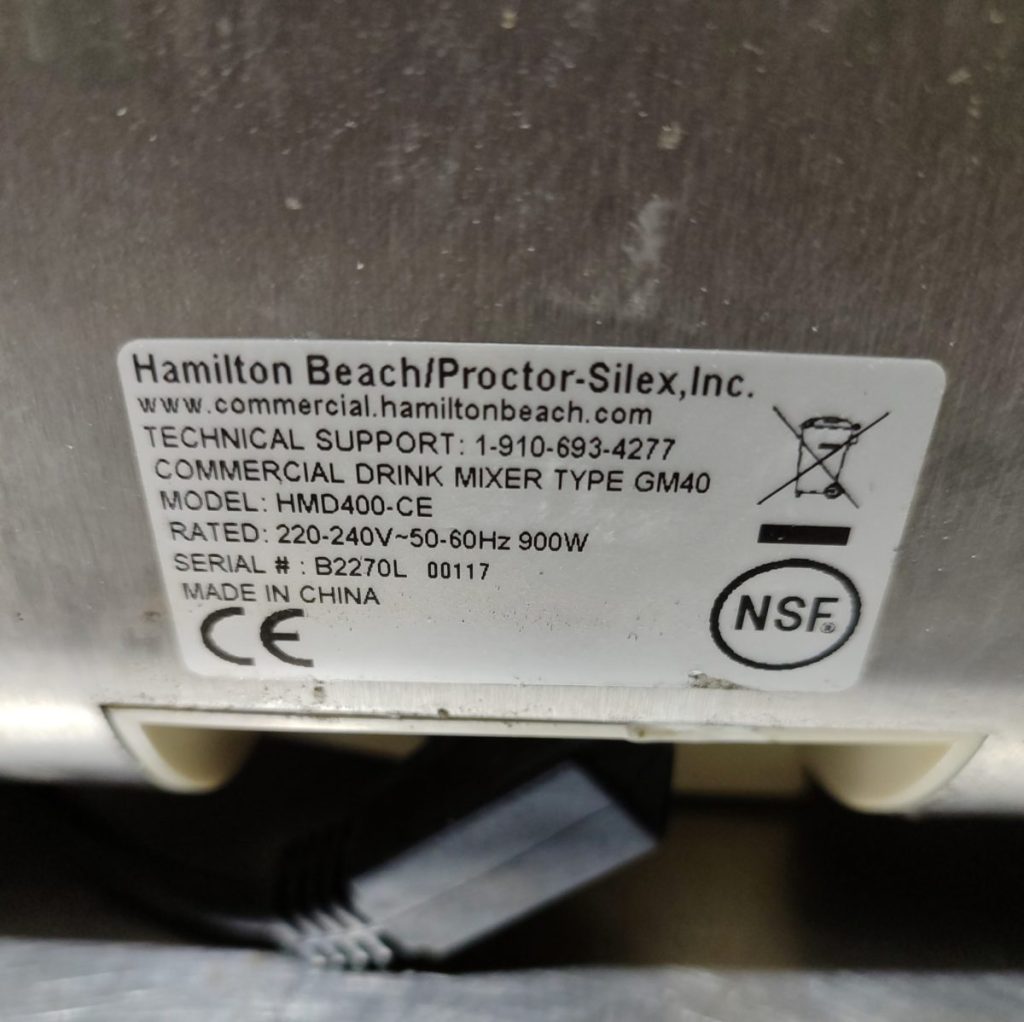 Hamilton Beach/Proctor-Silex,Inc.
www.commercial.hamiltonbeach.com
TECHNICAL SUPPORT: 1-910-693-4277
COMMERCIAL DRINK MIXER TYPE GM40
MODEL: HMD400-CE
RATED: 220-240V~50-60Hz 900W
SERIAL # : B2270L 00117
MADE IN CHINA
CE
NSF®